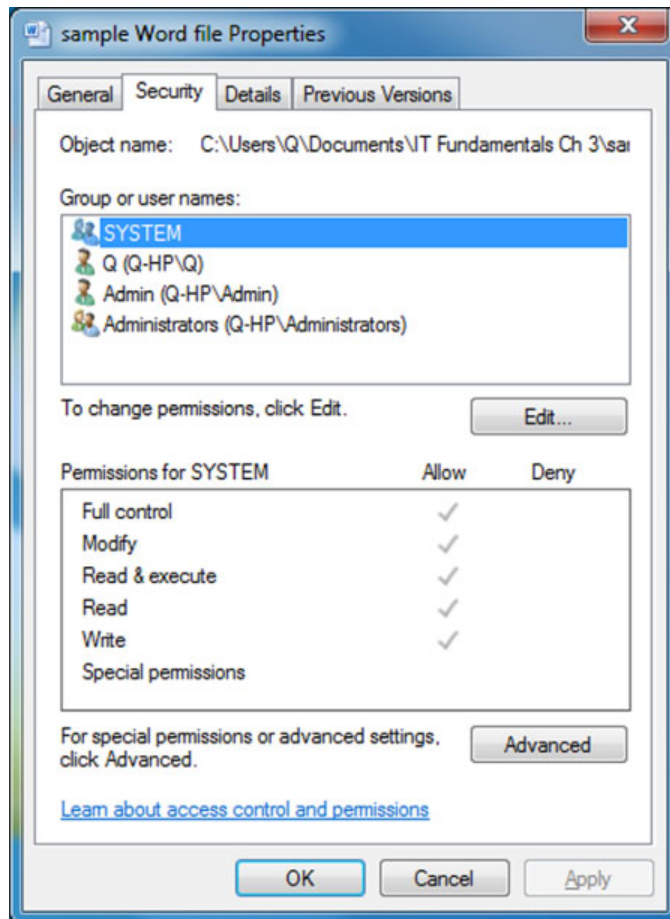 sample Word file Properties
General Security Details Previous Versions
Object name: C:\Users\Q\Documents\IT Fundamentals Ch 3\sa
Group or user names:
SYSTEM
Q (Q-HP\Q)
Admin (Q-HP\Admin)
Administrators (Q-HP\Administrators)
To change permissions, click Edit.
Edit...
Permissions for SYSTEM Allow Deny
Full control
Modify
Read & execute
Read
Write
Special permissions
For special permissions or advanced settings,
click Advanced.
Advanced
Learn about access control and permissions
OK Cancel Apply